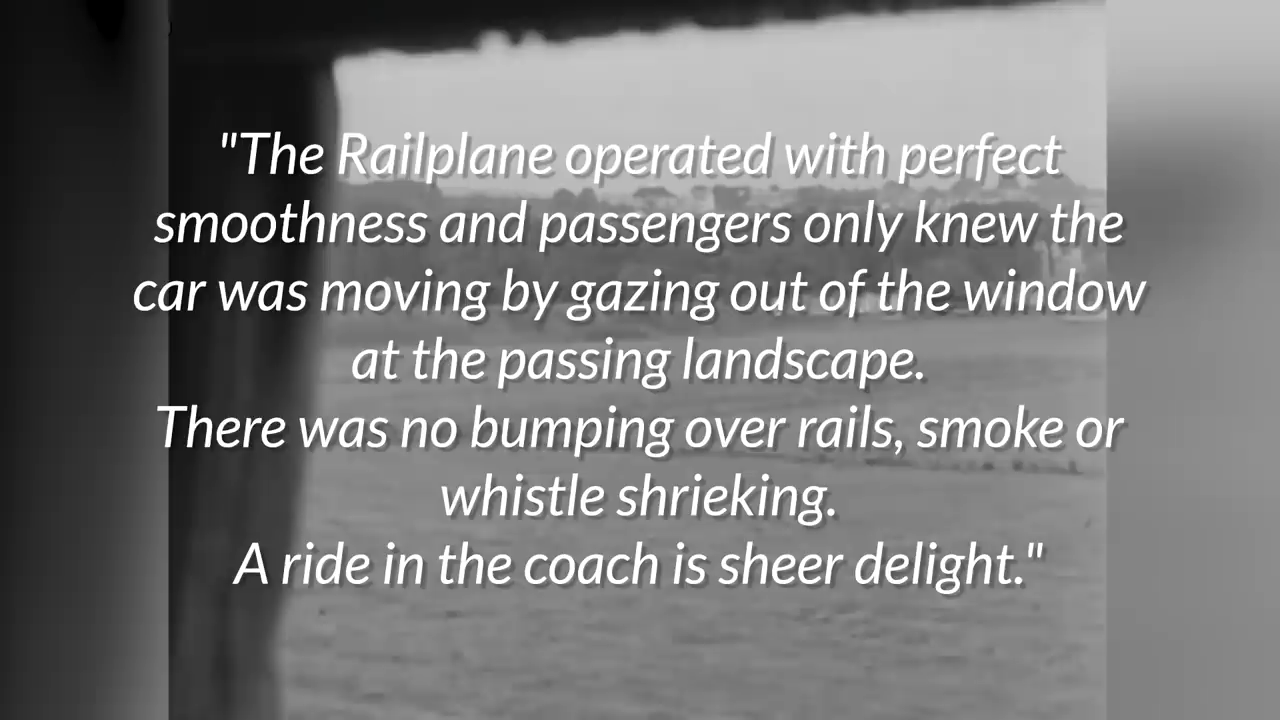 "The Railplane operated with perfect
smoothness and passengers only knew the
car was moving by gazing out of the window
at the passing landscape.
There was no bumping over rails, smoke or
whistle shrieking.
A ride in the coach is sheer delight."